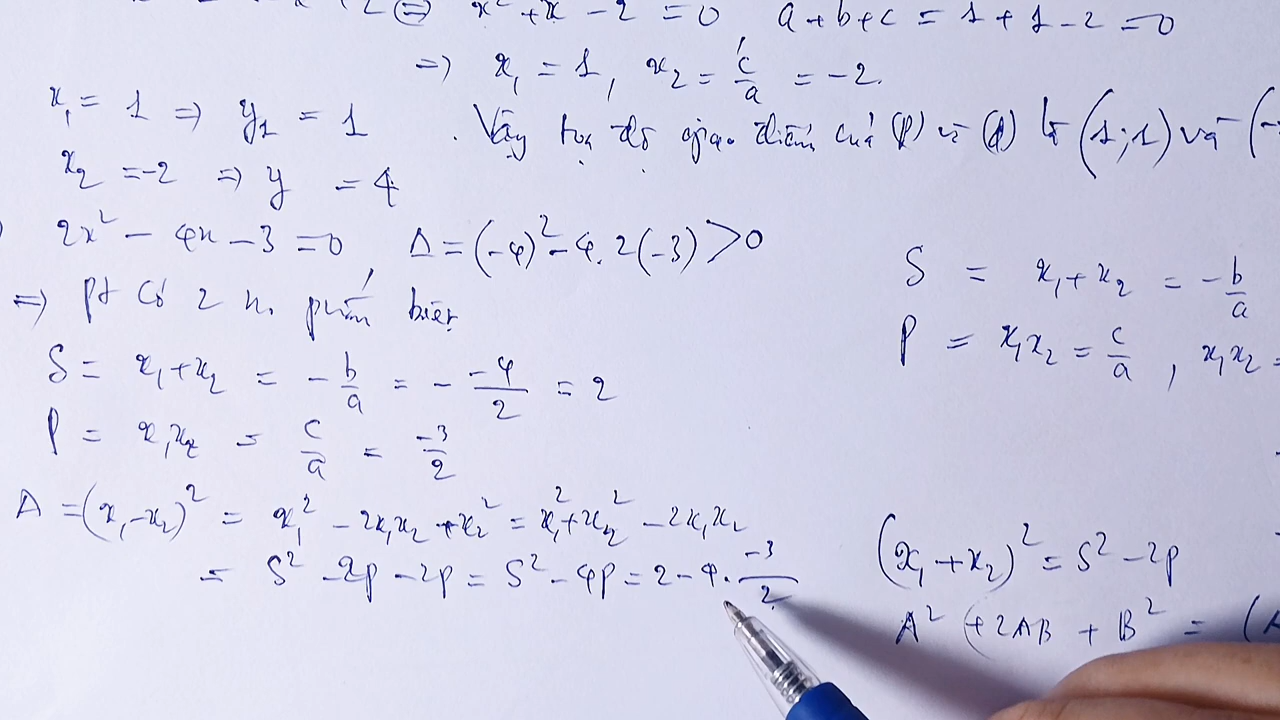 x² + x - 2 = 0 a + b + c = 1 + 1 - 2 = 0
=> x₁ = 1, x₂ = c/a = -2.
x₁ = 1 => y₁ = 1 . Vậy tọa độ giao điểm của (P) và (d) là (1;1) và (-
x₂ = -2 => y = 4
2x² - 4x - 3 = 0 Δ = (-4)² - 4.2(-3) > 0
=> pt có 2 n. phân biệt
S = x₁ + x₂ = -b/a = - -4/2 = 2
P = x₁x₂ = c/a = -3/2
A = (x₁ - x₂)² = x₁² - 2x₁x₂ + x₂² = x₁² + x₂² - 2x₁x₂
= S² - 2p - 2p = S² - 4p = 2 - 4. -3/2
S = x₁ + x₂ = -b/a
P = x₁x₂ = c/a , x₁x₂ =
(x₁ + x₂)² = S² - 2p
A² + 2AB + B² = (A